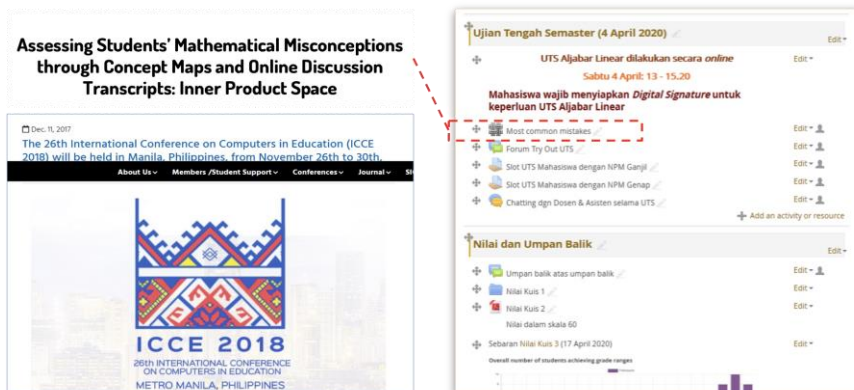 Assessing Students' Mathematical Misconceptions
through Concept Maps and Online Discussion
Transcripts: Inner Product Space
Dec. 11, 2017
The 26th International Conference on Computers in Education (ICCE
2018) will be held in Manila, Philippines, from November 26th to 30th,
About Us Members /Student Support Conferences Journal
ICCE 2018
26th INTERNATIONAL CONFERENCE
ON COMPUTERS IN EDUCATION
METRO MANILA, PHILIPPINES
Ujian Tengah Semaster (4 April 2020)
Edit
UTS Aljabar Linear dilakukan secara online
Edit
Sabtu 4 April: 13 - 15.20
Mahasiswa wajib menyiapkan Digital Signature untuk
keperluan UTS Aljabar Linear
Most common mistakes
Edit
Forum Try Out UTS
Edit
Slot UTS Mahasiswa dengan NPM Ganjil
Edit
Slot UTS Mahasiswa dengan NPM Genap
Edit
Chatting dgn Dosen & Asisten selama UTS
Edit
Add an activity or resource
Nilai dan Umpan Balik
Edit
Umpan balik atas umpan balik
Edit
Nilai Kuis 1
Edit
Nilai Kuis 2
Edit
Nilai dalam skala 60
Sebaran Nilai Kuis 3 (17 April 2020)
Edit
Overall number of students achieving grade ranges